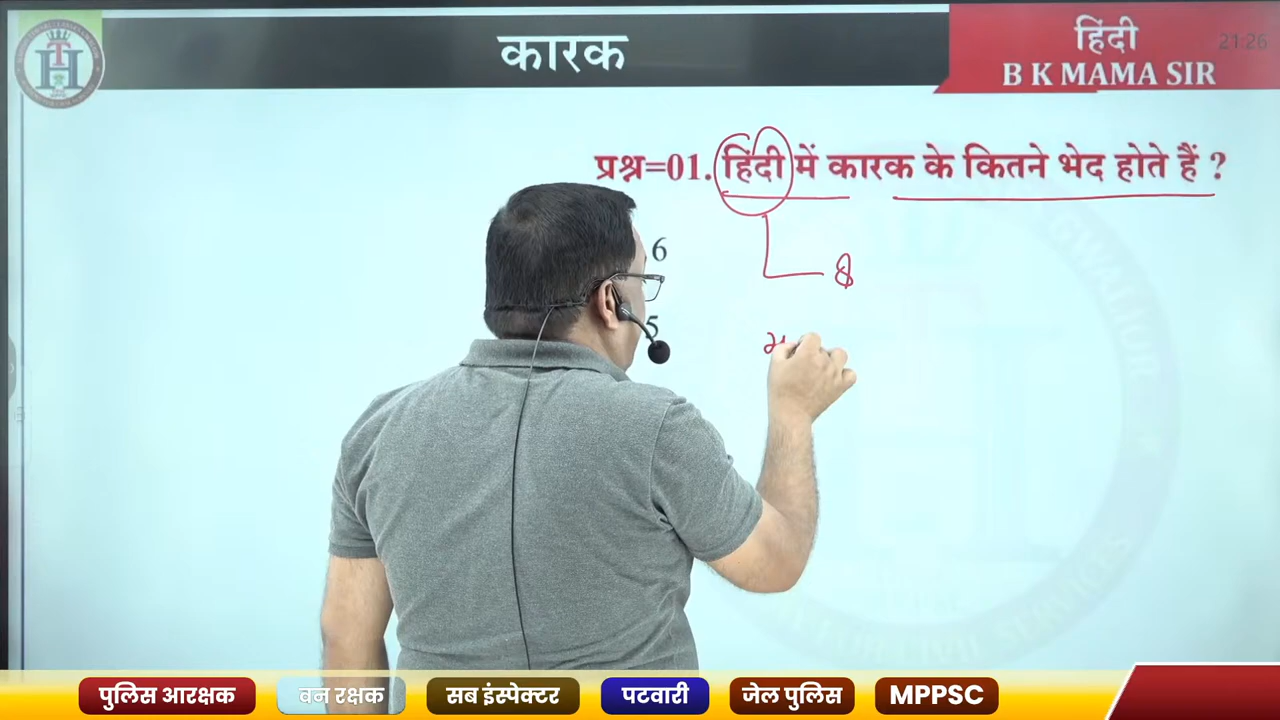 कारक
हिंदी
B K MAMA SIR
21:26
प्रश्न=01. हिंदी में कारक के कितने भेद होते हैं ?
6
8
5
पुलिस आरक्षक
वन रक्षक
सब इंस्पेक्टर
पटवारी
जेल पुलिस
MPPSC